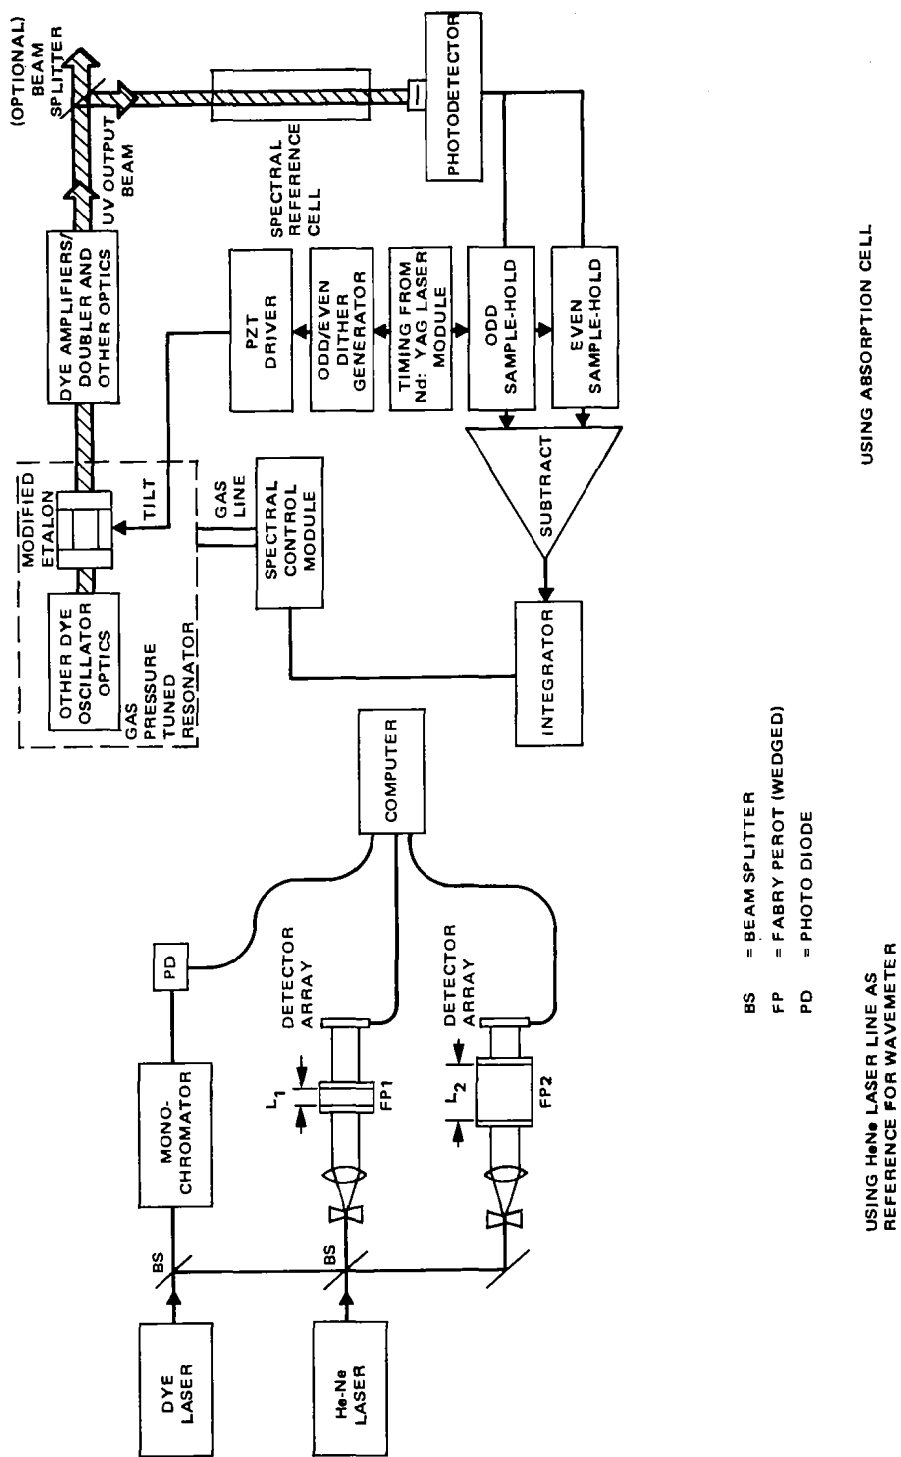 DYE
LASER
He-Ne
LASER
BS
BS
MONO-
CHROMATOR
PD
L1
FP1
DETECTOR
ARRAY
L2
FP2
DETECTOR
ARRAY
COMPUTER
BS = BEAM SPLITTER
FP = FABRY PEROT (WEDGED)
PD = PHOTO DIODE
USING HeNe LASER LINE AS
REFERENCE FOR WAVEMETER
OTHER DYE
OSCILLATOR
OPTICS
GAS
PRESSURE
TUNED
RESONATOR
MODIFIED
ETALON
TILT
GAS
LINE
SPECTRAL
CONTROL
MODULE
INTEGRATOR
SUBTRACT
DYE AMPLIFIERS/
DOUBLER AND
OTHER OPTICS
UV OUTPUT
BEAM
(OPTIONAL)
BEAM
SPLITTER
SPECTRAL
REFERENCE
CELL
PHOTODETECTOR
PZT
DRIVER
ODD/EVEN
DITHER
GENERATOR
TIMING FROM
Nd: YAG LASER
MODULE
ODD
SAMPLE-HOLD
EVEN
SAMPLE-HOLD
USING ABSORPTION CELL